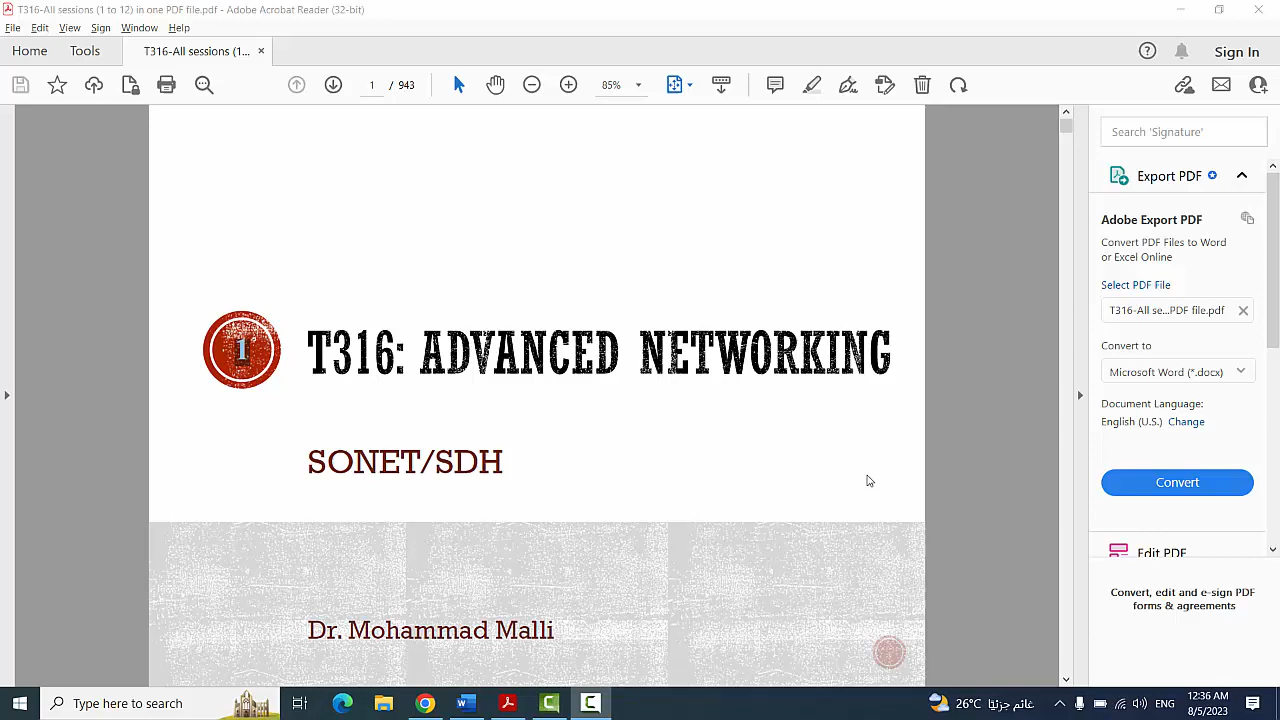 T316-All sessions (1 to 12) in one PDF file.pdf - Adobe Acrobat Reader (32-bit)
File Edit View Sign Window Help
Home Tools T316-All sessions (1... × ? Sign In
1 / 943 85%
Search 'Signature'
Export PDF
Adobe Export PDF
Convert PDF Files to Word
or Excel Online
Select PDF File
T316-All se...PDF file.pdf
Convert to
Microsoft Word (*.docx)
Document Language:
English (U.S.) Change
Convert
Edit PDF
Convert, edit and e-sign PDF
forms & agreements
1
T316: ADVANCED NETWORKING
SONET/SDH
Dr. Mohammad Malli
Type here to search
26°C غائم جزئيًا
ENG
12:36 AM
8/5/2023